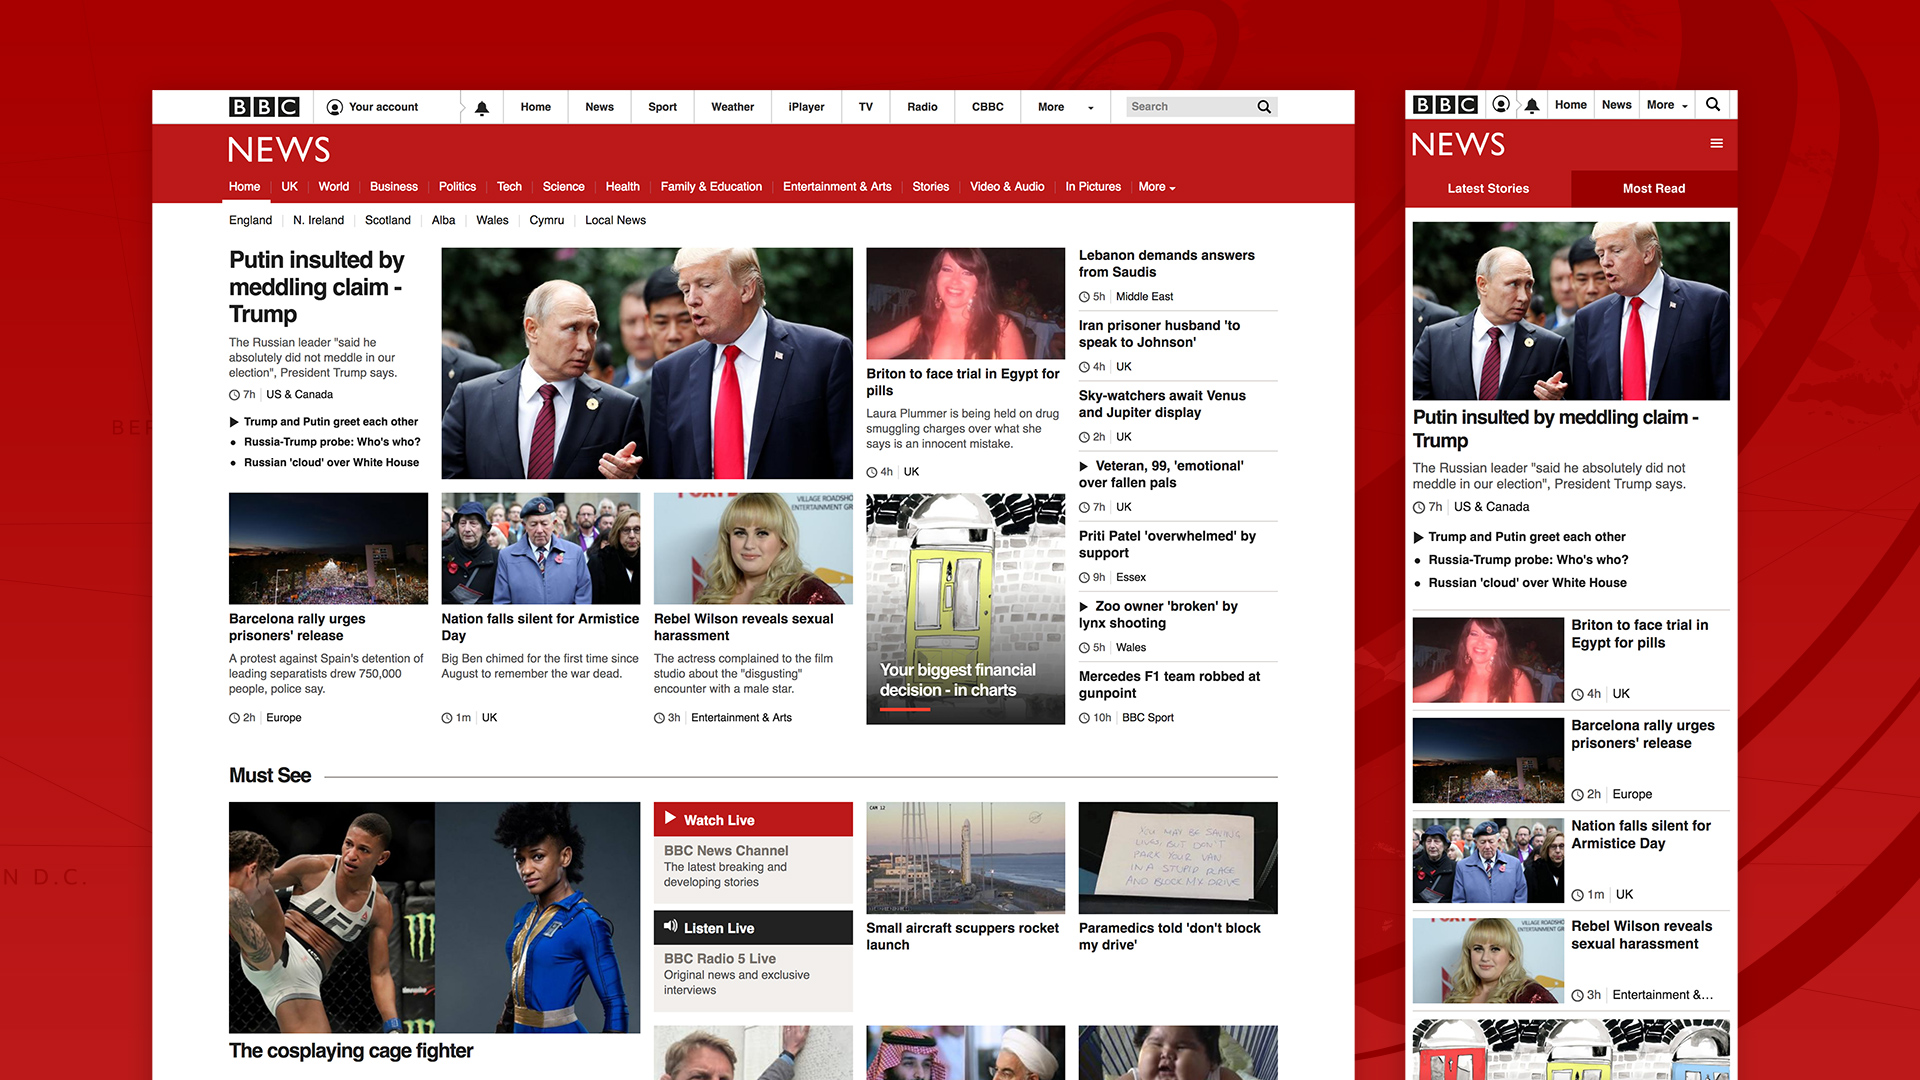 BBC
Your account
Home
News
Sport
Weather
iPlayer
TV
Radio
CBBC
More
Search
NEWS
Home
UK
World
Business
Politics
Tech
Science
Health
Family & Education
Entertainment & Arts
Stories
Video & Audio
In Pictures
More
England
N. Ireland
Scotland
Alba
Wales
Cymru
Local News
Putin insulted by
meddling claim -
Trump
The Russian leader "said he
absolutely did not meddle in our
election", President Trump says.
7h US & Canada
Trump and Putin greet each other
Russia-Trump probe: Who's who?
Russian 'cloud' over White House
Briton to face trial in Egypt for
pills
Laura Plummer is being held on drug
smuggling charges over what she
says is an innocent mistake.
4h UK
Lebanon demands answers
from Saudis
5h Middle East
Iran prisoner husband 'to
speak to Johnson'
4h UK
Sky-watchers await Venus
and Jupiter display
2h UK
Veteran, 99, 'emotional'
over fallen pals
7h UK
Priti Patel 'overwhelmed' by
support
9h Essex
Zoo owner 'broken' by
lynx shooting
5h Wales
Mercedes F1 team robbed at
gunpoint
10h BBC Sport
Barcelona rally urges
prisoners' release
A protest against Spain's detention of
leading separatists drew 750,000
people, police say.
2h Europe
Nation falls silent for Armistice
Day
Big Ben chimed for the first time since
August to remember the war dead.
1m UK
VILLAGE ROADSHO
ENTERTAINMENT GR
Rebel Wilson reveals sexual
harassment
The actress complained to the film
studio about the "disgusting"
encounter with a male star.
3h Entertainment & Arts
Your biggest financial
decision - in charts
Must See
UFC
The cosplaying cage fighter
Watch Live
BBC News Channel
The latest breaking and
developing stories
Listen Live
BBC Radio 5 Live
Original news and exclusive
interviews
CAM 12
Small aircraft scuppers rocket
launch
YOU MAY BE SAVING
LIVES, BUT DON'T
PARK YOUR VAN
IN A STUPID PLACE
AND BLOCK MY DRIVE
Paramedics told 'don't block
my drive'
BBC
Home
News
More
NEWS
Latest Stories
Most Read
Putin insulted by meddling claim -
Trump
The Russian leader "said he absolutely did not
meddle in our election", President Trump says.
7h US & Canada
Trump and Putin greet each other
Russia-Trump probe: Who's who?
Russian 'cloud' over White House
Briton to face trial in
Egypt for pills
4h UK
Barcelona rally urges
prisoners' release
2h Europe
Nation falls silent for
Armistice Day
1m UK
VILLAGE ROADSHO
ENTERTAINMENT GR
Rebel Wilson reveals
sexual harassment
3h Entertainment &...
N D.C.